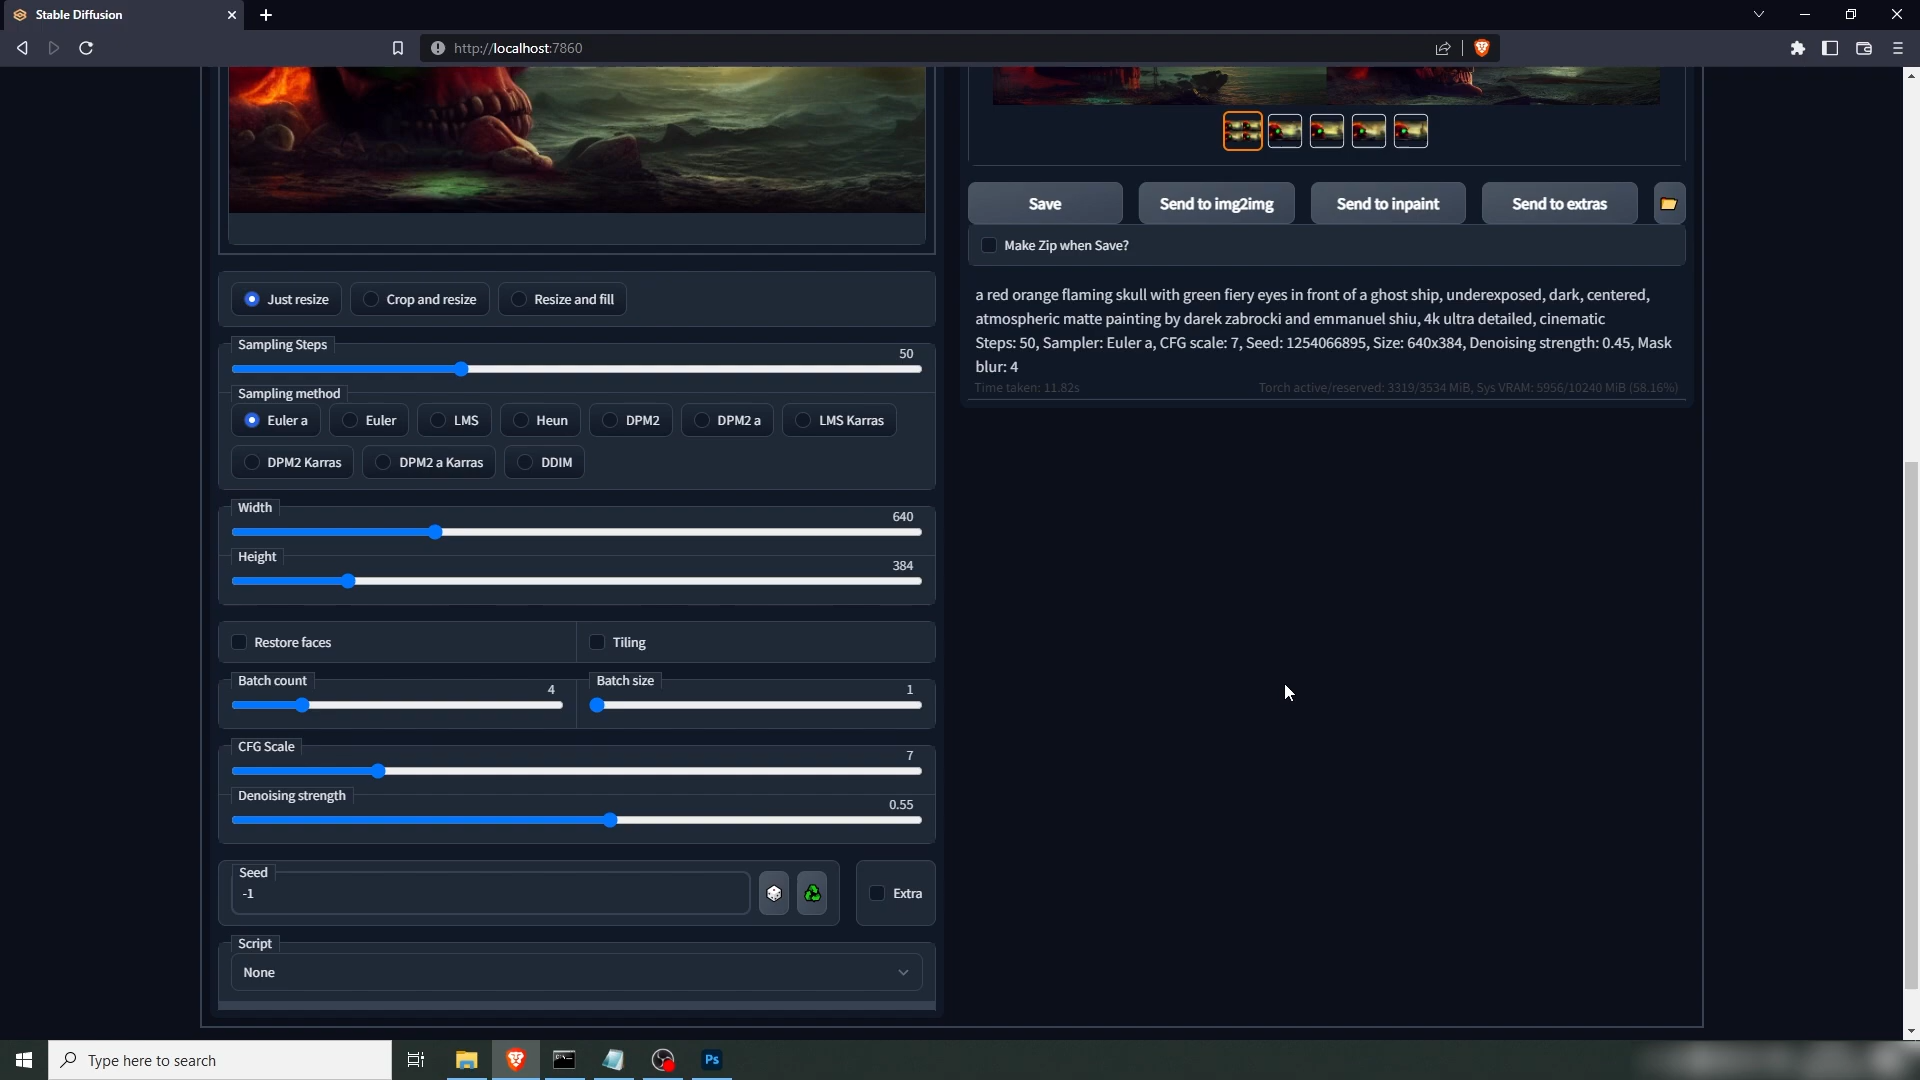 Stable Diffusion
http://localhost:7860
Save
Send to img2img
Send to inpaint
Send to extras
Make Zip when Save?
a red orange flaming skull with green fiery eyes in front of a ghost ship, underexposed, dark, centered,
atmospheric matte painting by darek zabrocki and emmanuel shiu, 4k ultra detailed, cinematic
Steps: 50, Sampler: Euler a, CFG scale: 7, Seed: 1254066895, Size: 640x384, Denoising strength: 0.45, Mask
blur: 4
Time taken: 11.82s
Torch active/reserved: 3319/3534 MiB, Sys VRAM: 5956/10240 MiB (58.16%)
Just resize
Crop and resize
Resize and fill
Sampling Steps
50
Sampling method
Euler a
Euler
LMS
Heun
DPM2
DPM2 a
LMS Karras
DPM2 Karras
DPM2 a Karras
DDIM
Width
640
Height
384
Restore faces
Tiling
Batch count
4
Batch size
1
CFG Scale
7
Denoising strength
0.55
Seed
-1
Extra
Script
None
Type here to search
Ps